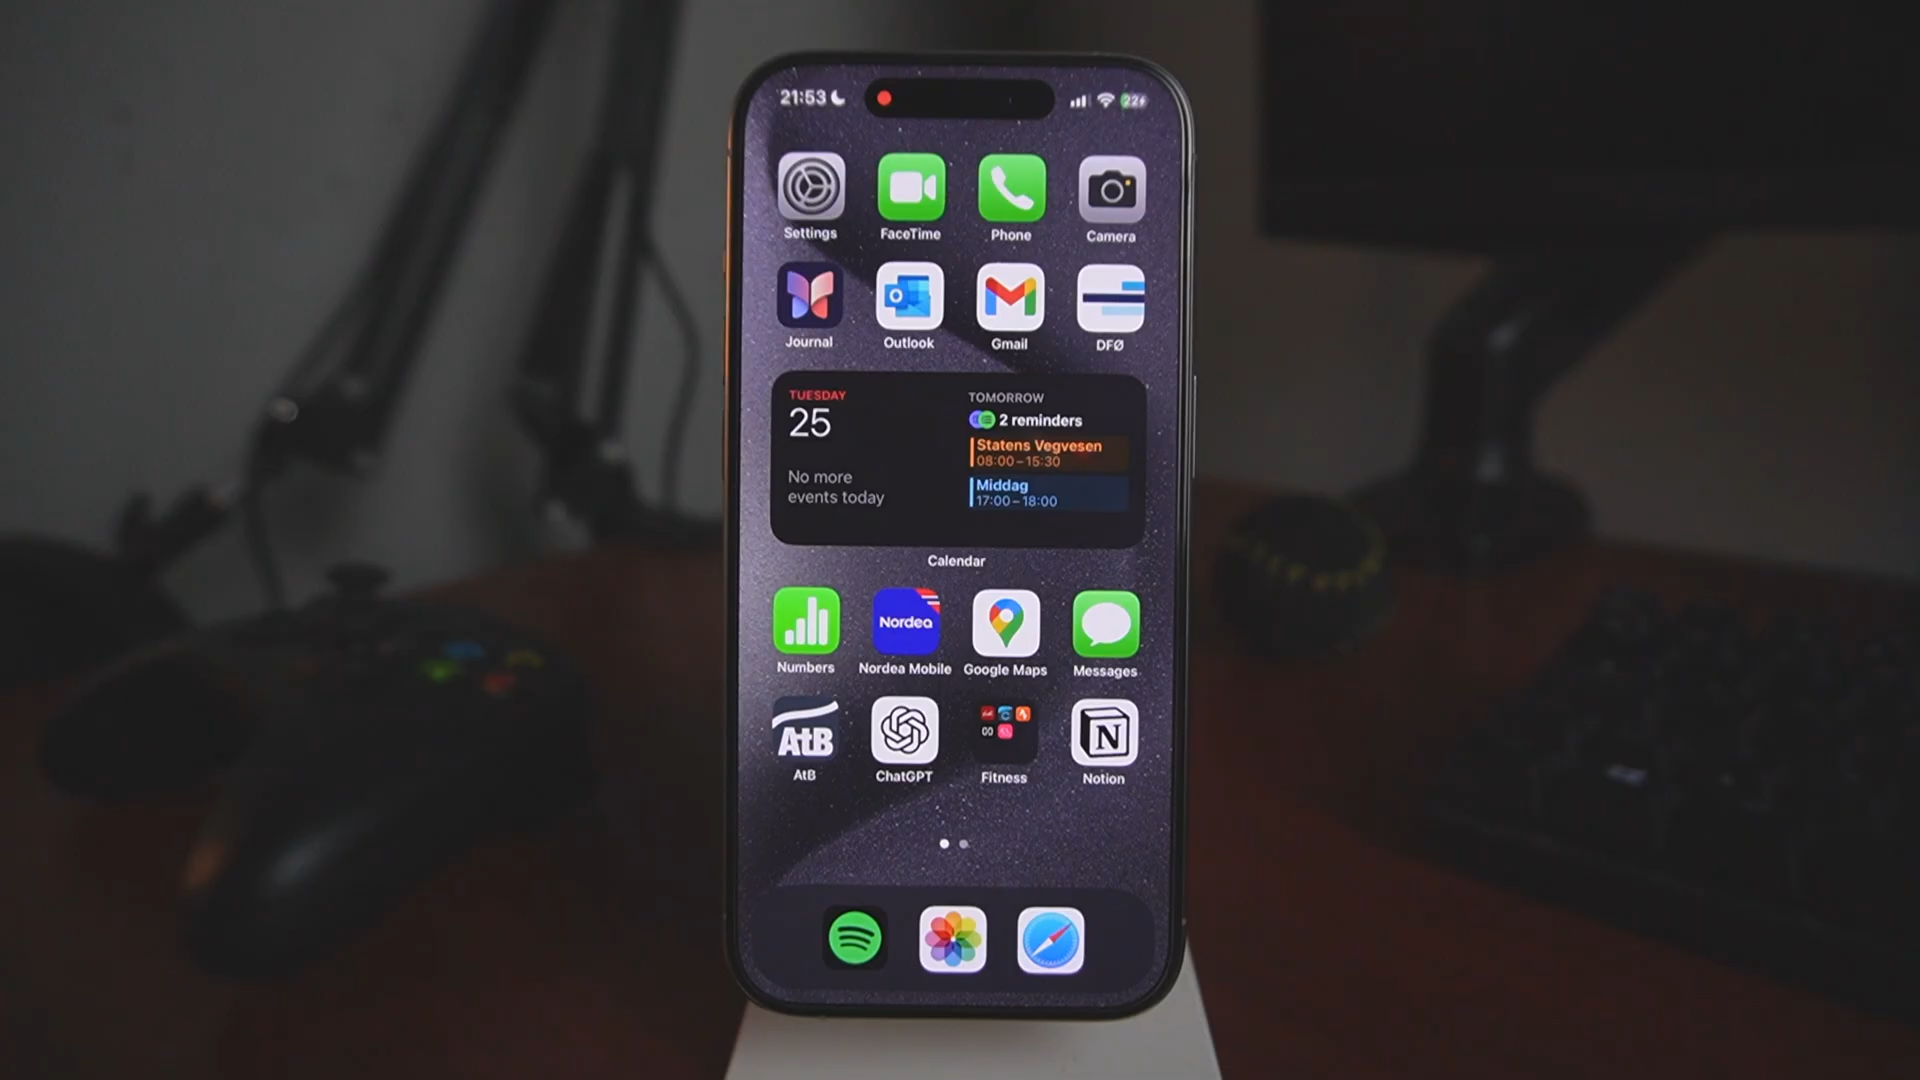 21:53
22
Settings FaceTime Phone Camera
Journal Outlook Gmail DFØ
TUESDAY
25
No more
events today
TOMORROW
2 reminders
Statens Vegvesen
08:00–15:30
Middag
17:00–18:00
Calendar
Nordea
Numbers Nordea Mobile Google Maps Messages
AtB
N
AtB ChatGPT Fitness Notion